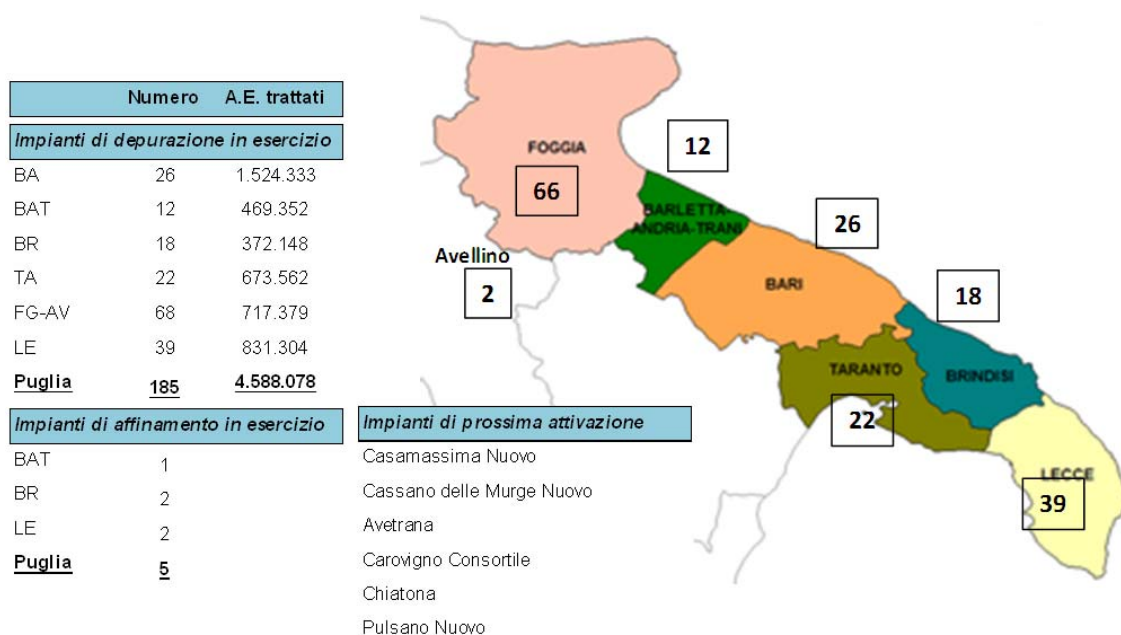 Numero A.E. trattati
Impianti di depurazione in esercizio
BA 26 1.524.333
BAT 12 469.352
BR 18 372.148
TA 22 673.562
FG-AV 68 717.379
LE 39 831.304
Puglia 185 4.588.078
Impianti di affinamento in esercizio
BAT 1
BR 2
LE 2
Puglia 5
Impianti di prossima attivazione
Casamassima Nuovo
Cassano delle Murge Nuovo
Avetrana
Carovigno Consortile
Chiatona
Pulsano Nuovo
FOGGIA
66
12
BARLETTA-
ANDRIA-TRANI
26
Avellino
2
BARI
18
TARANTO
BRINDISI
22
LECCE
39